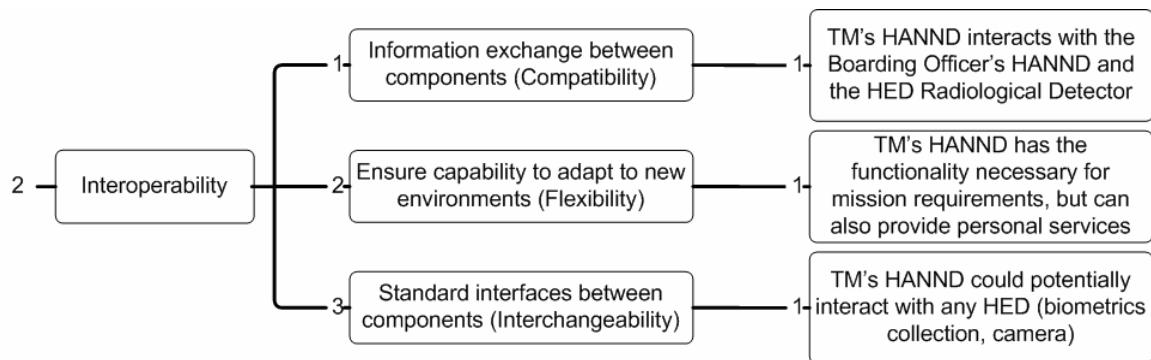 2
Interoperability
1
Information exchange between
components (Compatibility)
1
TM's HANND interacts with the
Boarding Officer's HANND and
the HED Radiological Detector
2
Ensure capability to adapt to new
environments (Flexibility)
1
TM's HANND has the
functionality necessary for
mission requirements, but can
also provide personal services
3
Standard interfaces between
components (Interchangeability)
1
TM's HANND could potentially
interact with any HED (biometrics
collection, camera)